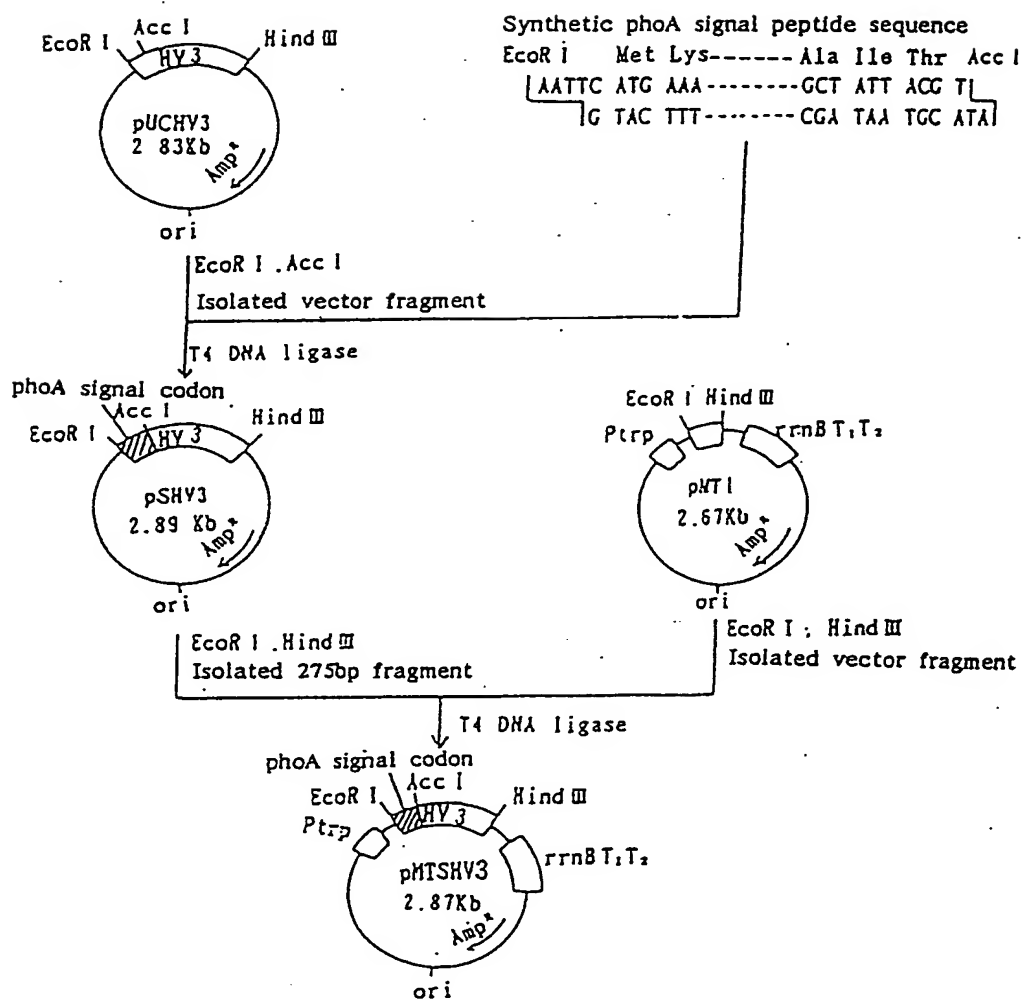 Acc I
EcoR I
HV3
Hind III
pUCHV3
2 83Kb
Amp^R
ori
Synthetic phoA signal peptide sequence
EcoR I Met Lys------Ala Ile Thr Acc I
AATTC ATG AAA--------GCT ATT ACG T
G TAC TTT--------CGA TAA TGC ATA
EcoR I . Acc I
Isolated vector fragment
T4 DNA ligase
phoA signal codon
Acc I
EcoR I
HV 3
Hind III
pSHV3
2.89 Kb
Amp^R
ori
EcoR I Hind III
Ptrp
rrnB T₁T₂
pMT1
2.67Kb
Amp^R
ori
EcoR I . Hind III
Isolated 275bp fragment
EcoR I ; Hind III
Isolated vector fragment
T4 DNA ligase
phoA signal codon
Acc I
EcoR I
HV 3
Hind III
Ptrp
rrnB T₁T₂
pMTSHV3
2.87Kb
Amp^R
ori